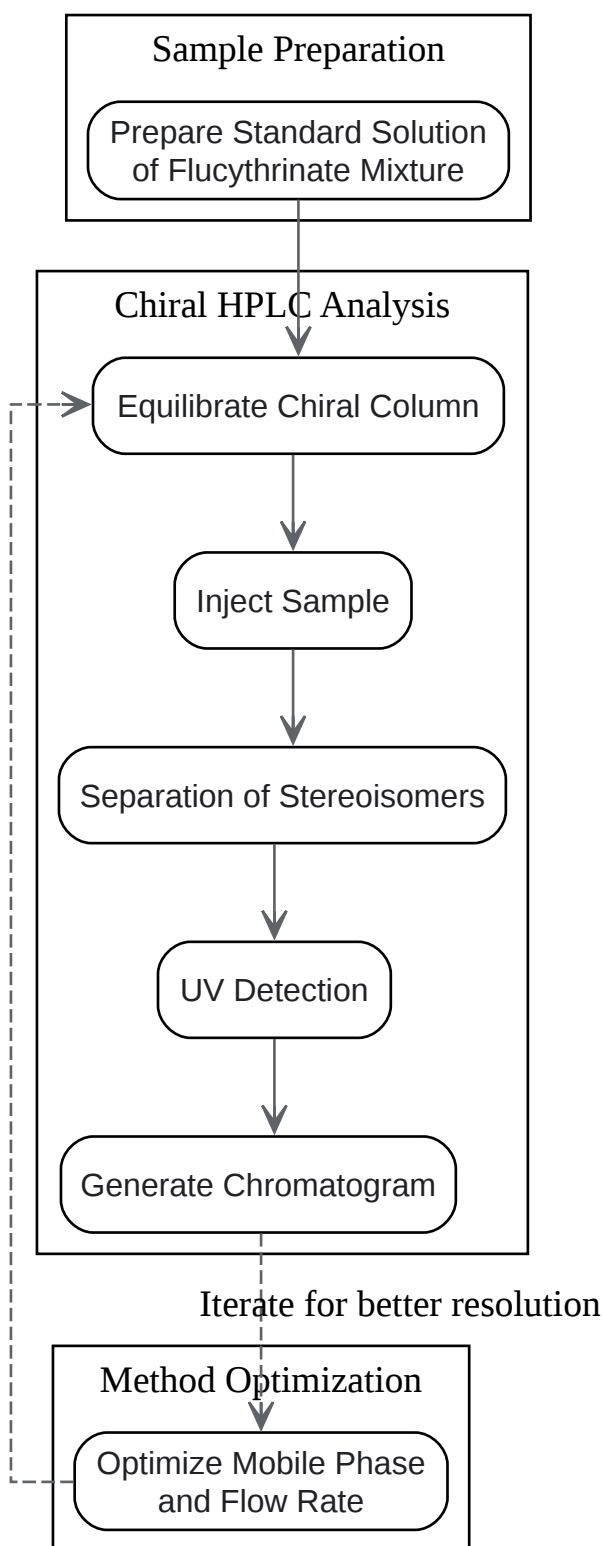 Sample Preparation
Prepare Standard Solution
of Flucythrinate Mixture
Chiral HPLC Analysis
Equilibrate Chiral Column
Inject Sample
Separation of Stereoisomers
UV Detection
Generate Chromatogram
Iterate for better resolution
Method Optimization
Optimize Mobile Phase
and Flow Rate